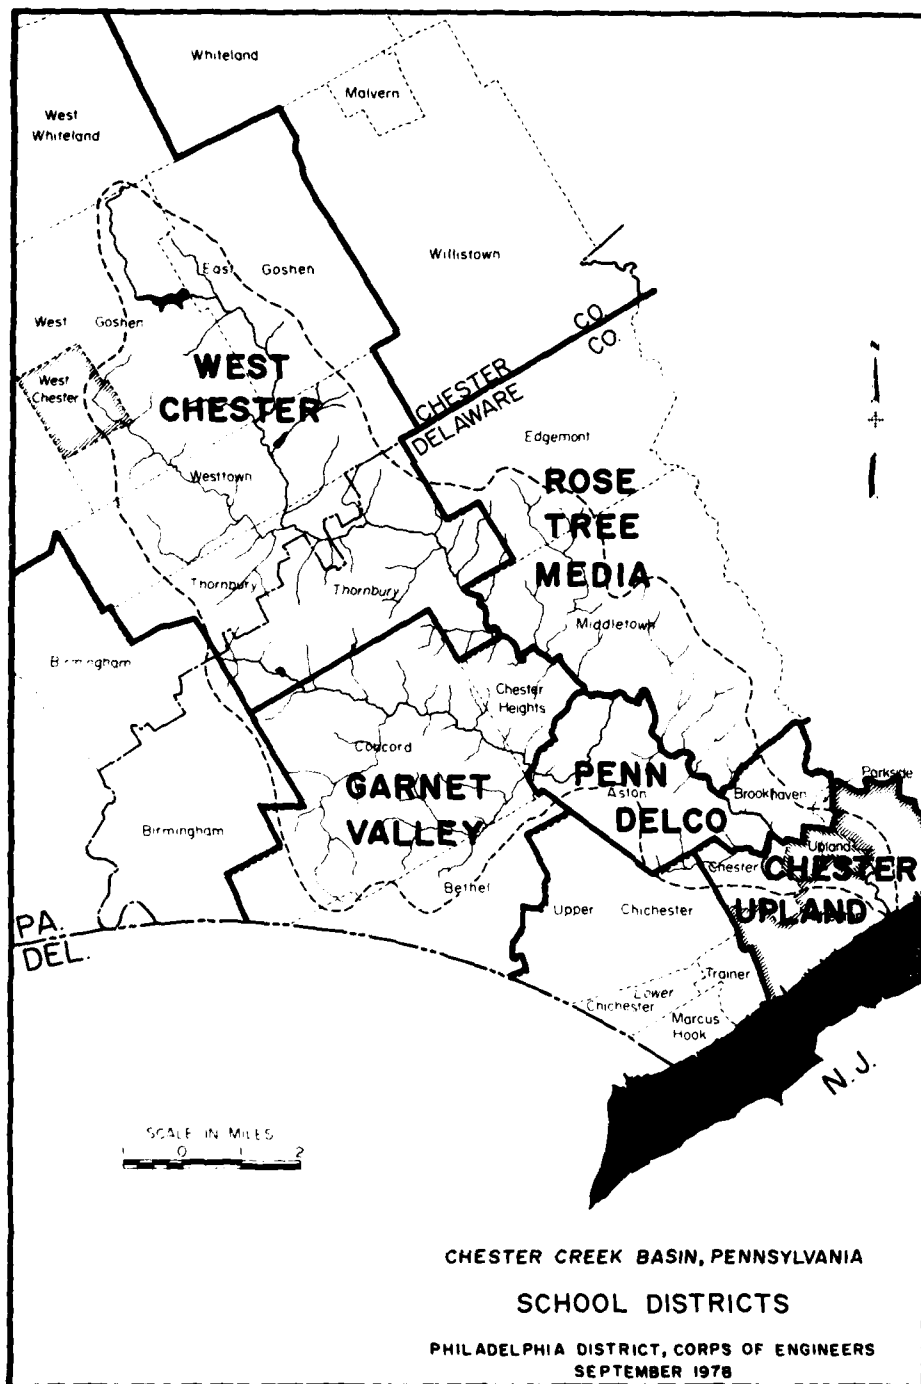 Whiteland
Malvern
West
Whiteland
Willistown
East Goshen
West Goshen
CO.
CO.
WEST
CHESTER
West
Chester
CHESTER
DELAWARE
Edgemont
Westtown
ROSE
TREE
MEDIA
Thornbury
Thornbury
Middletown
Birmingham
Chester
Heights
Concord
GARNET
VALLEY
PENN
DELCO
Aston
Brookhaven
Parkside
Birmingham
Upland
Chester
CHESTER
UPLAND
Bethel
Upper Chichester
PA.
DEL.
Trainer
Lower
Chichester
Marcus
Hook
N.J.
SCALE IN MILES
1 0 1 2
CHESTER CREEK BASIN, PENNSYLVANIA
SCHOOL DISTRICTS
PHILADELPHIA DISTRICT, CORPS OF ENGINEERS
SEPTEMBER 1978